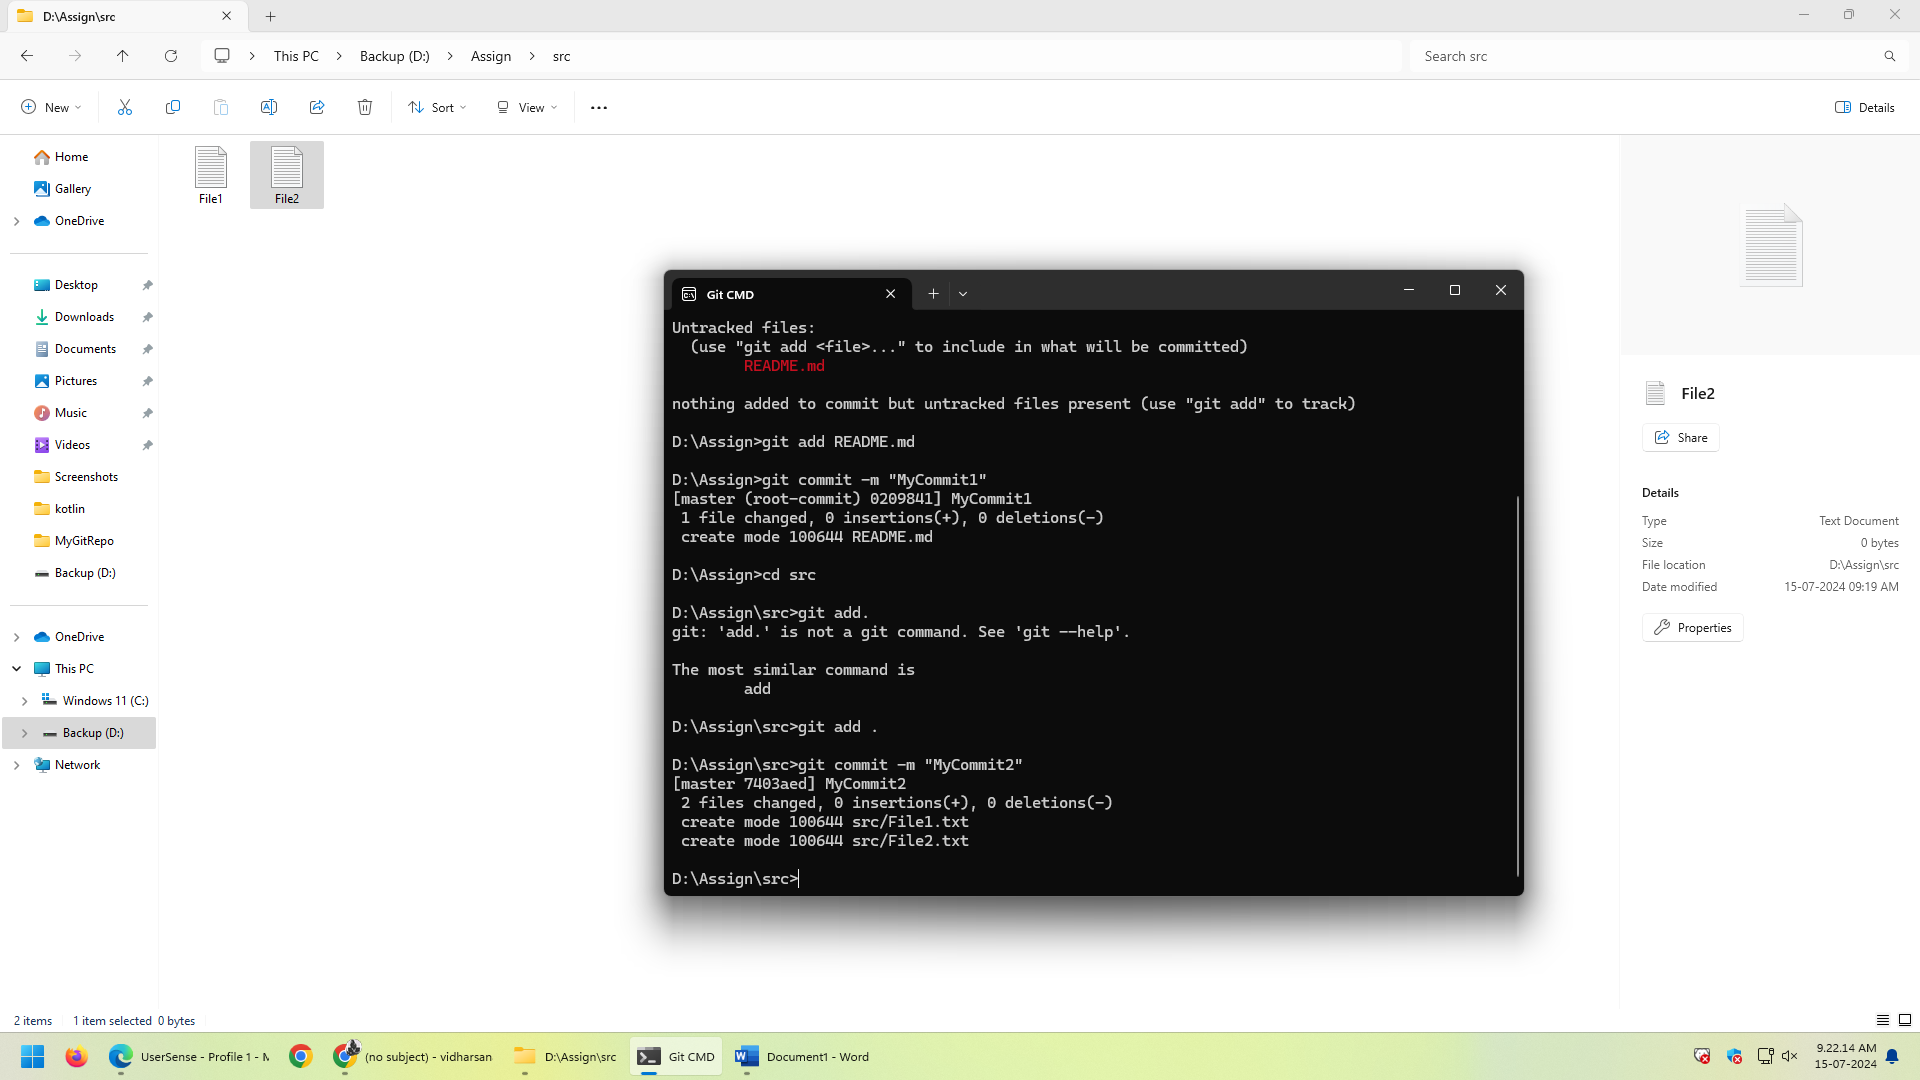 D:\Assign\src
This PC
Backup (D:)
Assign
src
Search src
New
Sort
View
Details
Home
Gallery
OneDrive
Desktop
Downloads
Documents
Pictures
Music
Videos
Screenshots
kotlin
MyGitRepo
Backup (D:)
OneDrive
This PC
Windows 11 (C:)
Backup (D:)
Network
File1
File2
Git CMD
Untracked files:
(use "git add <file>..." to include in what will be committed)
README.md
nothing added to commit but untracked files present (use "git add" to track)
D:\Assign>git add README.md
D:\Assign>git commit -m "MyCommit1"
[master (root-commit) 0209841] MyCommit1
1 file changed, 0 insertions(+), 0 deletions(-)
create mode 100644 README.md
D:\Assign>cd src
D:\Assign\src>git add.
git: 'add.' is not a git command. See 'git --help'.
The most similar command is
add
D:\Assign\src>git add .
D:\Assign\src>git commit -m "MyCommit2"
[master 7403aed] MyCommit2
2 files changed, 0 insertions(+), 0 deletions(-)
create mode 100644 src/File1.txt
create mode 100644 src/File2.txt
D:\Assign\src>
File2
Share
Details
Type Text Document
Size 0 bytes
File location D:\Assign\src
Date modified 15-07-2024 09:19 AM
Properties
2 items 1 item selected 0 bytes
UserSense - Profile 1 - M
(no subject) - vidharsan
D:\Assign\src
Git CMD
Document1 - Word
9.22.14 AM
15-07-2024